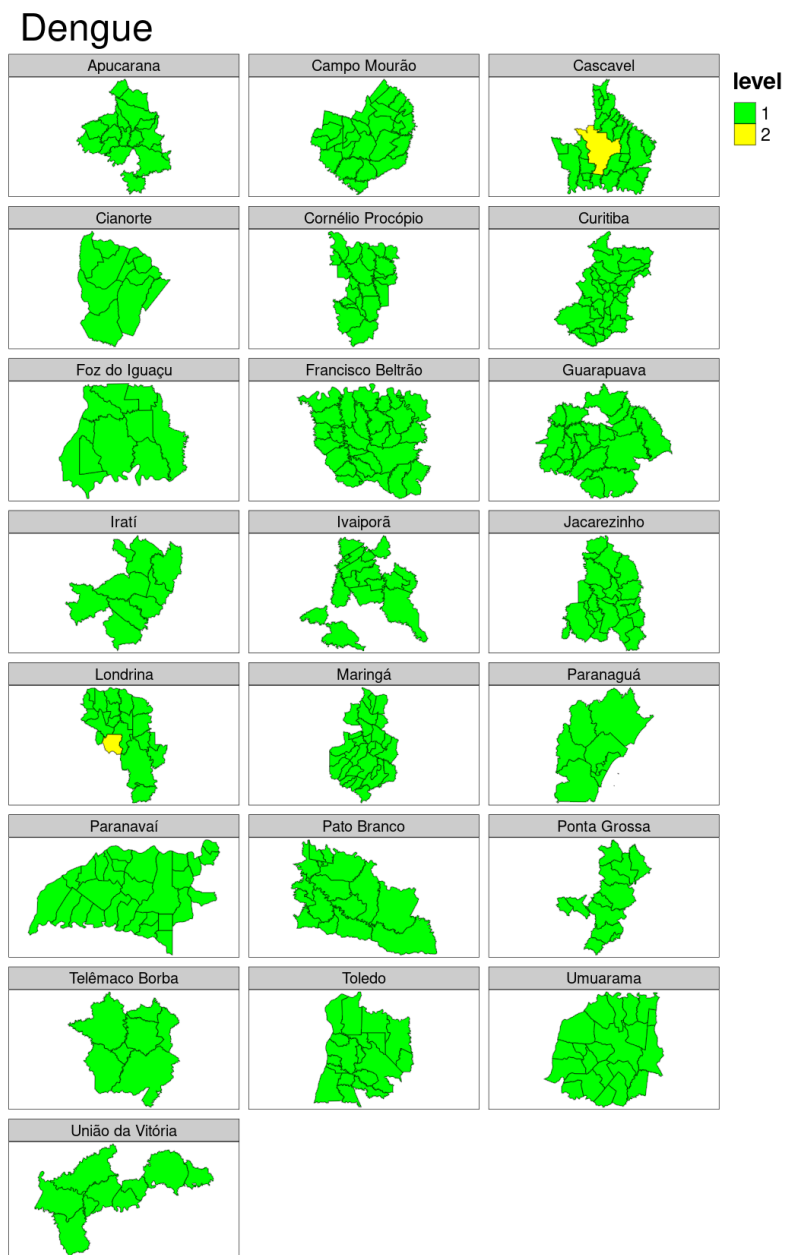 Dengue
Apucarana
Campo Mourão
Cascavel
level
1
2
Cianorte
Cornélio Procópio
Curitiba
Foz do Iguaçu
Francisco Beltrão
Guarapuava
Iratí
Ivaiporã
Jacarezinho
Londrina
Maringá
Paranaguá
Paranavaí
Pato Branco
Ponta Grossa
Telêmaco Borba
Toledo
Umuarama
União da Vitória